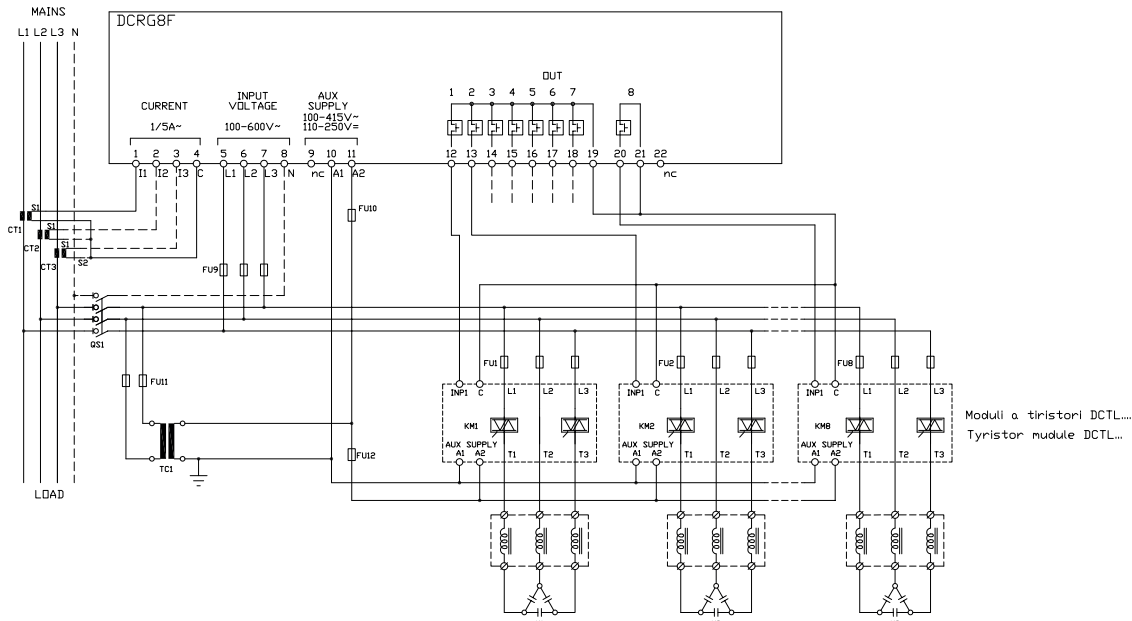 MAINS
L1 L2 L3 N
DCRG8F
CURRENT
1/5A~
INPUT
VOLTAGE
100-600V~
AUX
SUPPLY
100-415V~
110-250V=
OUT
1 2 3 4 5 6 7 8
1 2 3 4 5 6 7 8 9 10 11 12 13 14 15 16 17 18 19 20 21 22
I1 I2 I3 C L1 L2 L3 N nc A1 A2 nc
S1
CT1
S1
CT2
S1
CT3
S2
FU10
FU9
QS1
FU11
FU12
TC1
LOAD
FU1 FU2 FU8
INP1 C L1 L2 L3
KM1
AUX SUPPLY
A1 A2 T1 T2 T3
INP1 C L1 L2 L3
KM2
AUX SUPPLY
A1 A2 T1 T2 T3
INP1 C L1 L2 L3
KM8
AUX SUPPLY
A1 A2 T1 T2 T3
Moduli a tiristori DCTL....
Tyristor mudule DCTL...